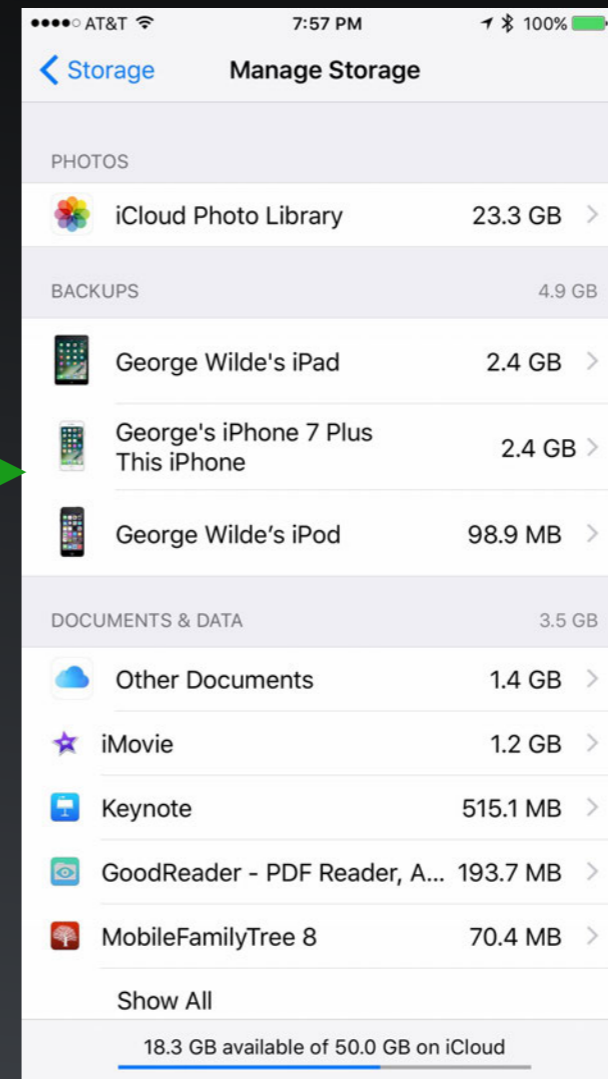 AT&T 7:57 PM 100%
Storage Manage Storage
PHOTOS
iCloud Photo Library 23.3 GB
BACKUPS 4.9 GB
George Wilde's iPad 2.4 GB
George's iPhone 7 Plus
This iPhone 2.4 GB
George Wilde’s iPod 98.9 MB
DOCUMENTS & DATA 3.5 GB
Other Documents 1.4 GB
iMovie 1.2 GB
Keynote 515.1 MB
GoodReader - PDF Reader, A... 193.7 MB
MobileFamilyTree 8 70.4 MB
Show All
18.3 GB available of 50.0 GB on iCloud